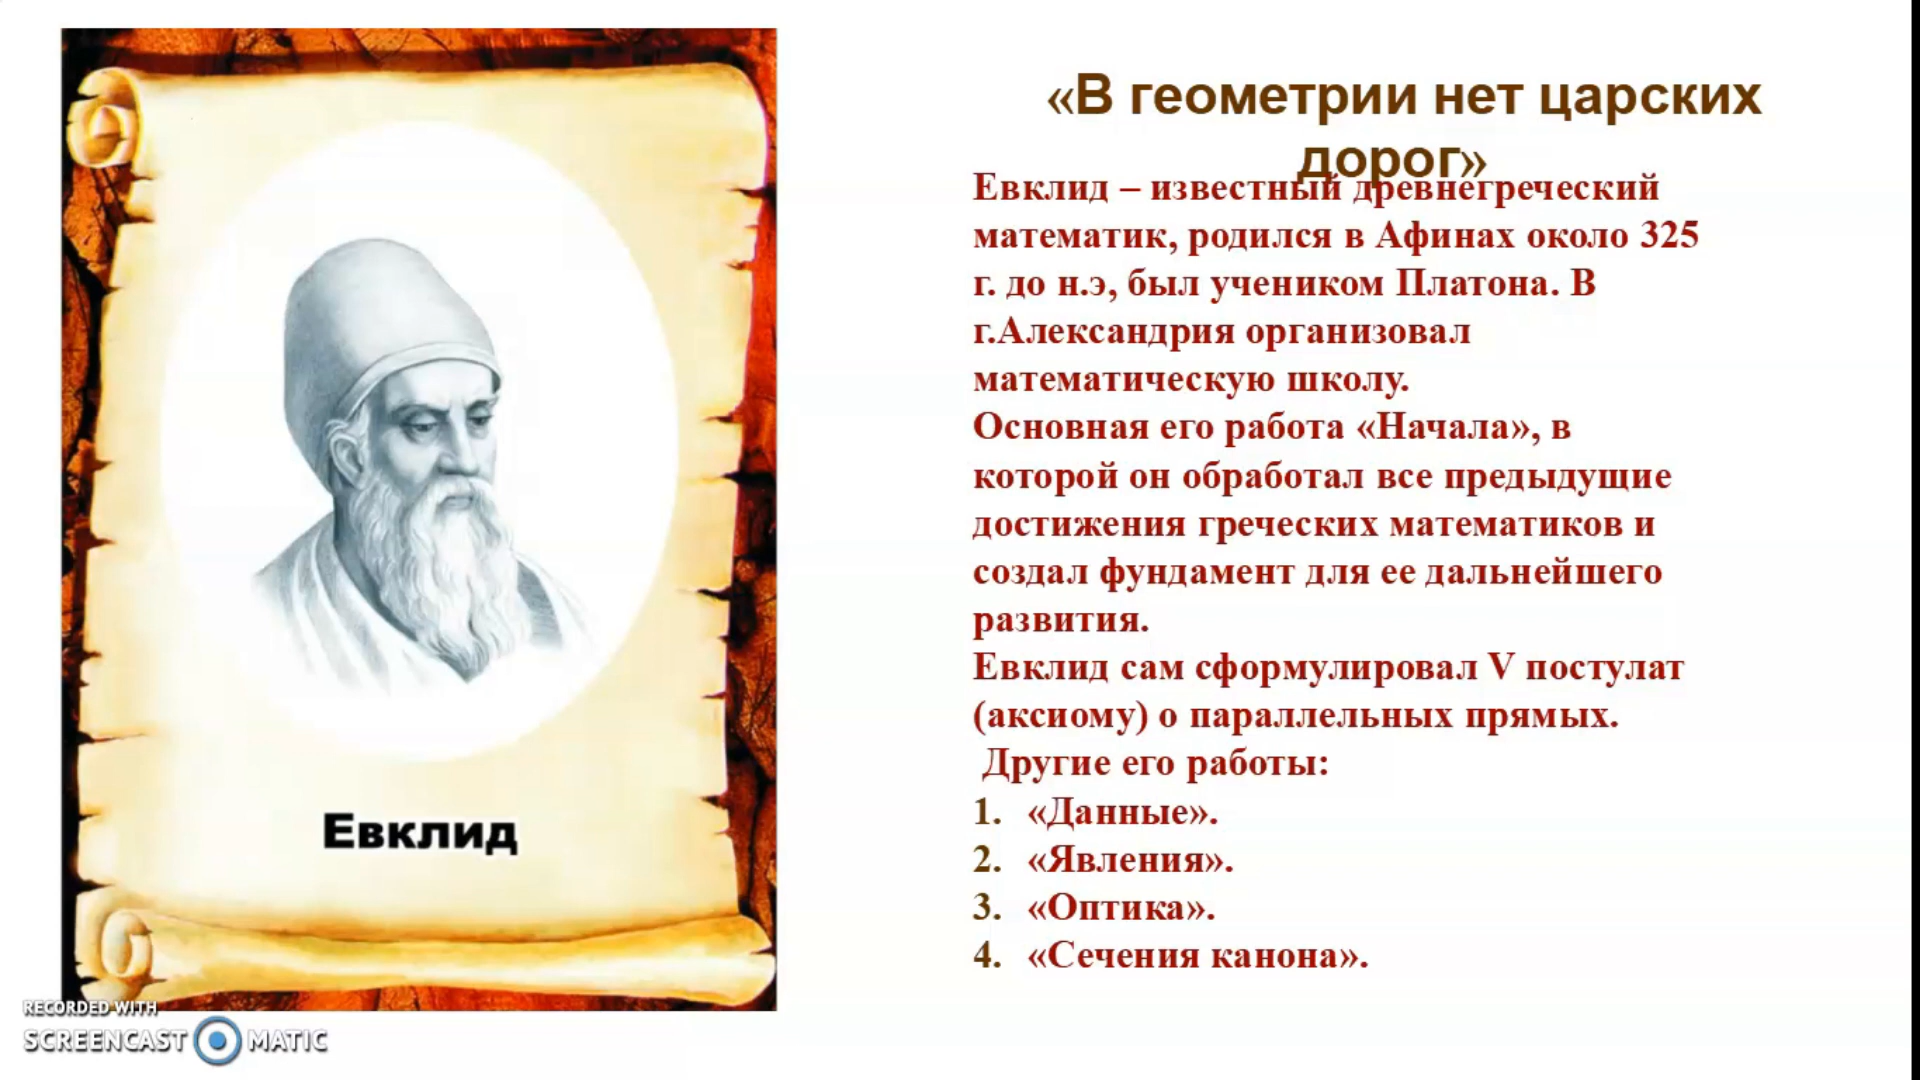 «В геометрии нет царских
дорог»
Евклид – известный древнегреческий
математик, родился в Афинах около 325
г. до н.э, был учеником Платона. В
г.Александрия организовал
математическую школу.
Основная его работа «Начала», в
которой он обработал все предыдущие
достижения греческих математиков и
создал фундамент для ее дальнейшего
развития.
Евклид сам сформулировал V постулат
(аксиому) о параллельных прямых.
Другие его работы:
1. «Данные».
2. «Явления».
3. «Оптика».
4. «Сечения канона».
Евклид
RECORDED WITH
SCREENCAST MATIC